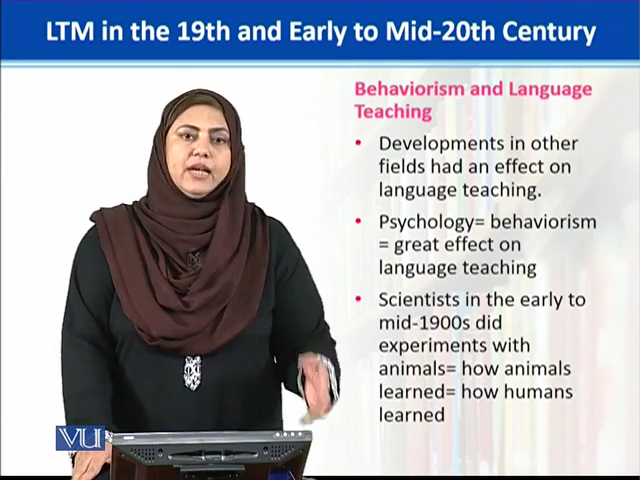 LTM in the 19th and Early to Mid-20th Century
Behaviorism and Language
Teaching
• Developments in other
fields had an effect on
language teaching.
• Psychology= behaviorism
= great effect on
language teaching
• Scientists in the early to
mid-1900s did
experiments with
animals= how animals
learned= how humans
learned
VU